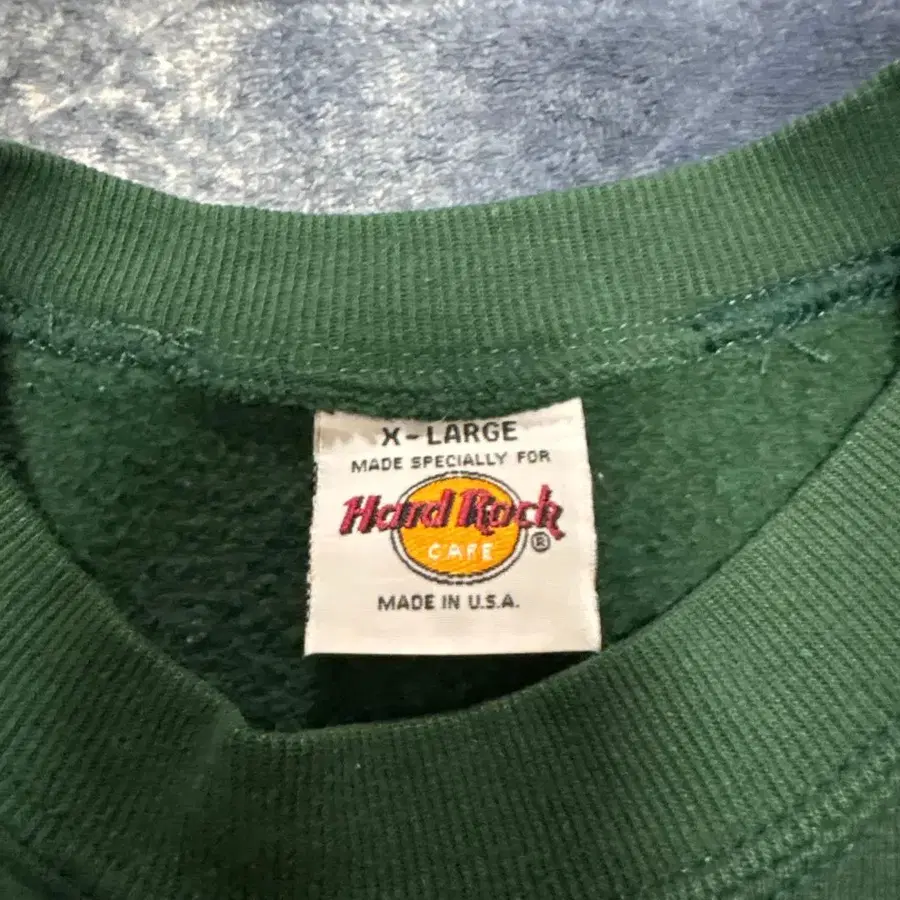 X-LARGE
MADE SPECIALLY FOR
Hard Rock
CAFE ®
MADE IN U.S.A.